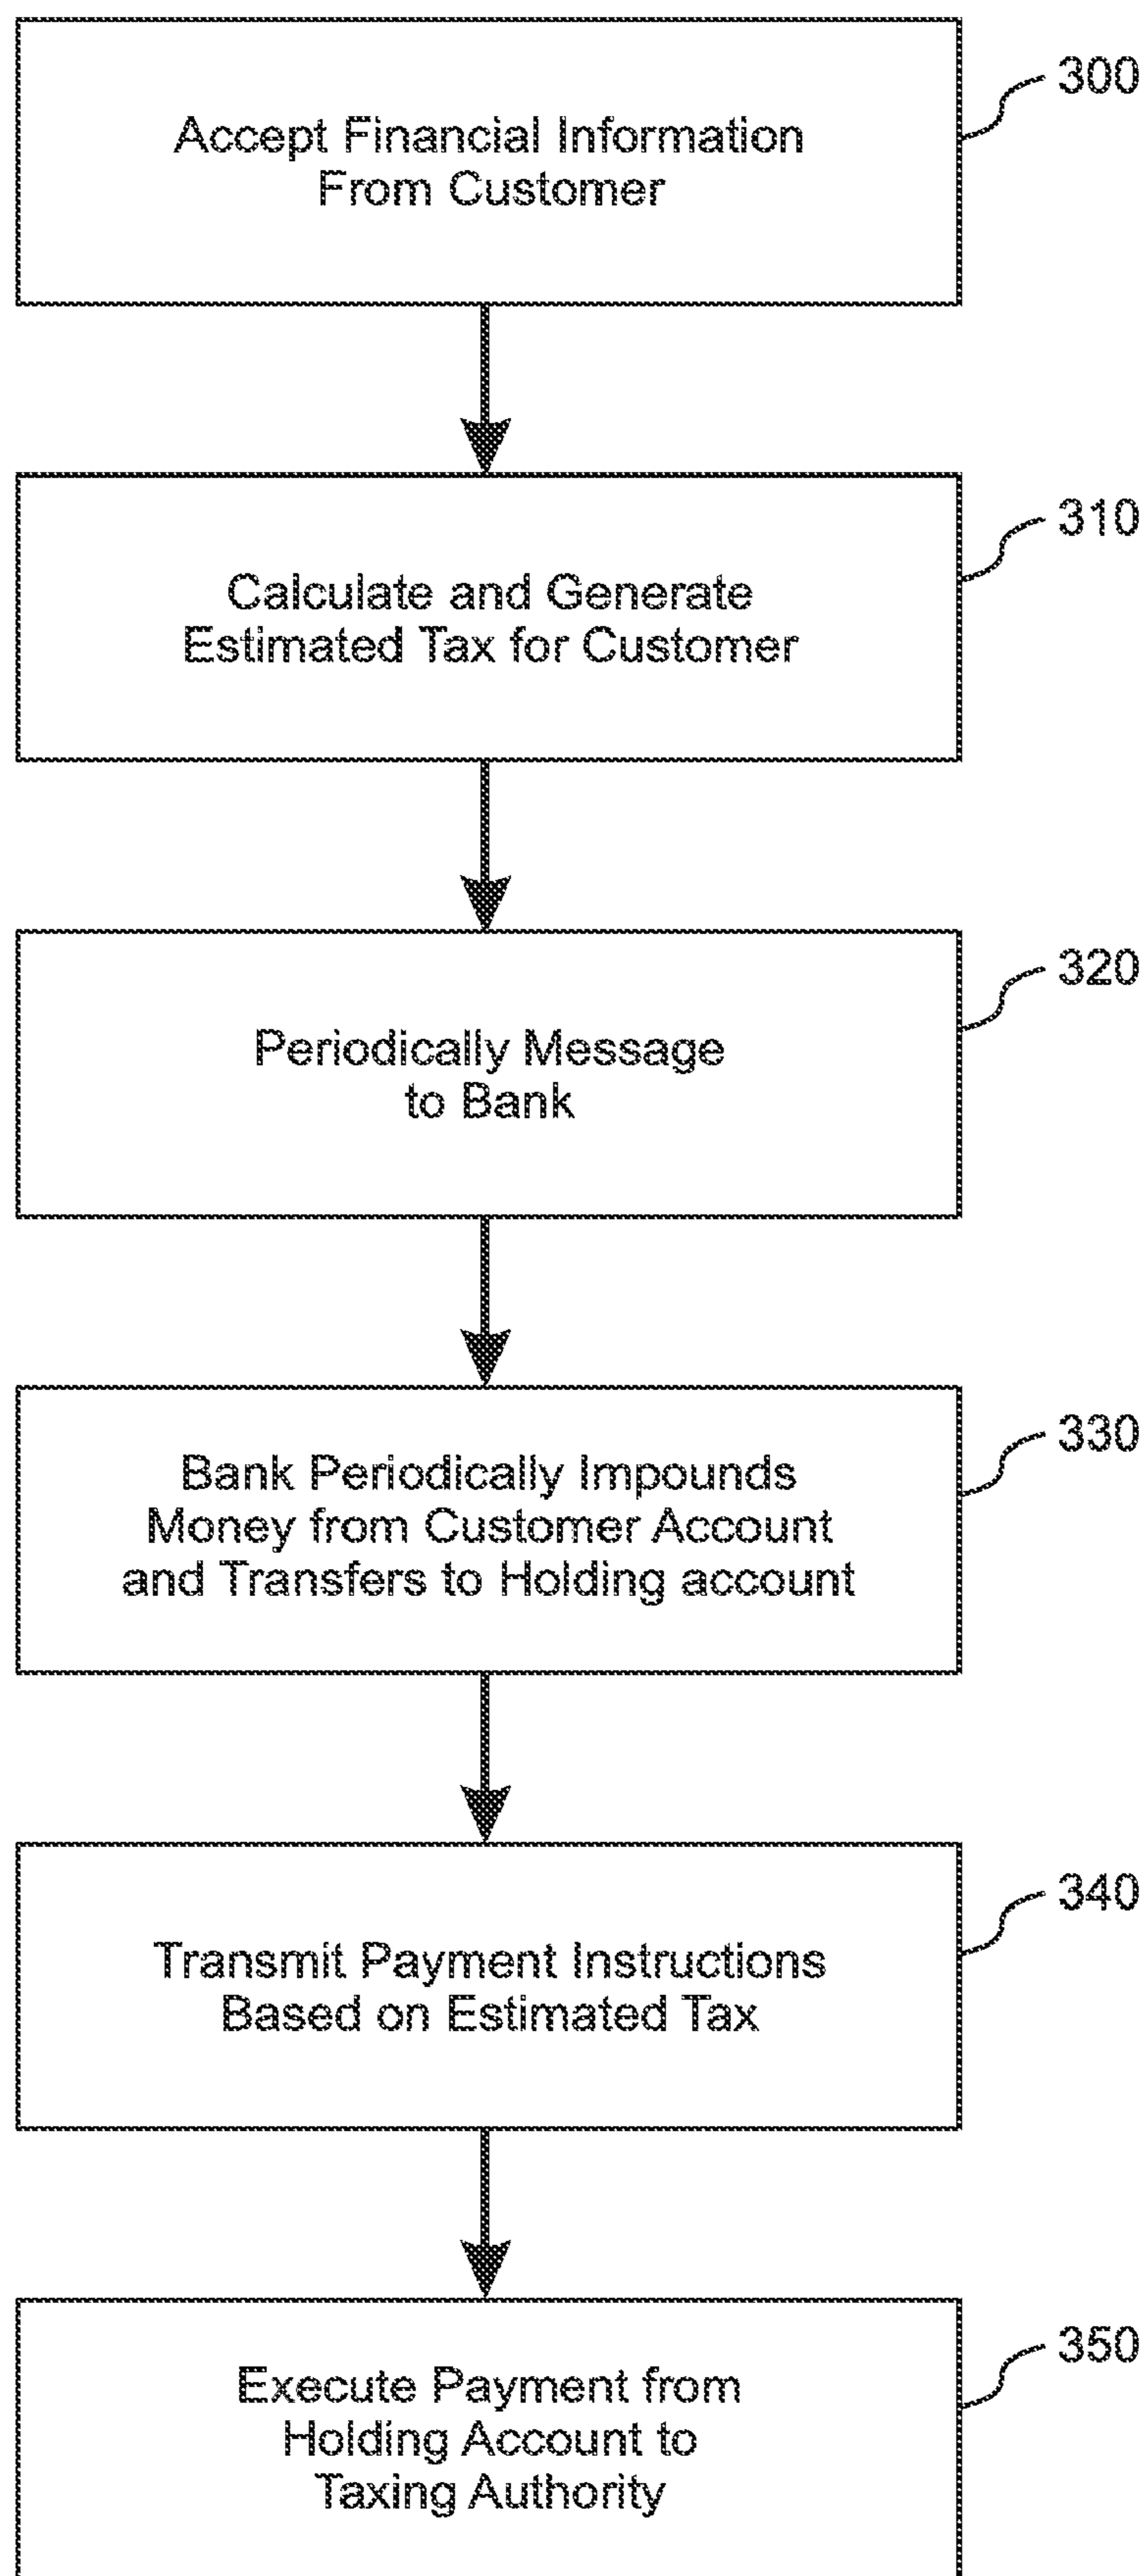 300
Accept Financial Information
From Customer
310
Calculate and Generate
Estimated Tax for Customer
320
Periodically Message
to Bank
330
Bank Periodically Impounds
Money from Customer Account
and Transfers to Holding account
340
Transmit Payment Instructions
Based on Estimated Tax
350
Execute Payment from
Holding Account to
Taxing Authority